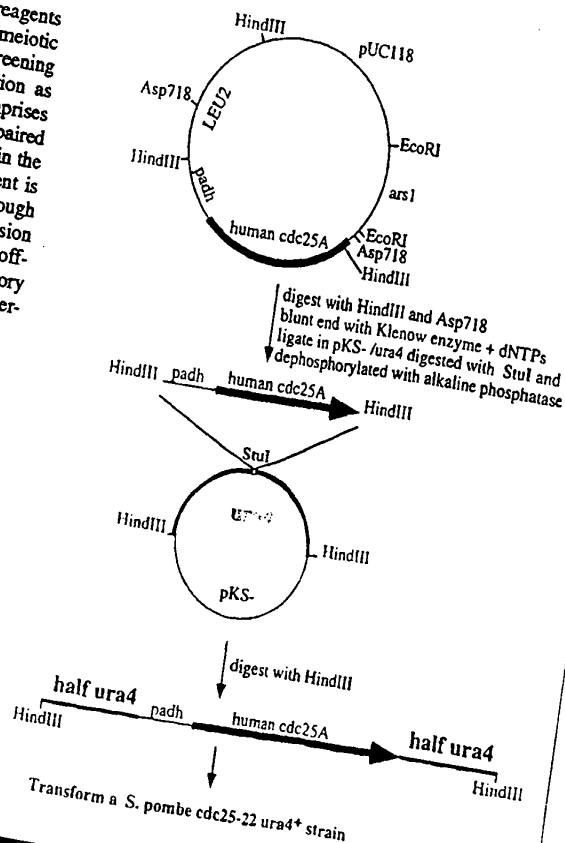 reagents
meiotic
reening
tion as
prises
paired
in the
ent is
ough
sion
off-
ory
er-
HindIII
pUC118
Asp718
LEU2
EcoRI
HindIII
padh
ars1
human cdc25A
EcoRI
Asp718
HindIII
digest with HindIII and Asp718
blunt end with Klenow enzyme + dNTPs
ligate in pKS- /ura4 digested with StuI and
dephosphorylated with alkaline phosphatase
HindIII padh human cdc25A HindIII
StuI
HindIII
HindIII
pKS-
digest with HindIII
half ura4
HindIII
padh
human cdc25A
half ura4
HindIII
Transform a S. pombe cdc25-22 ura4+ strain